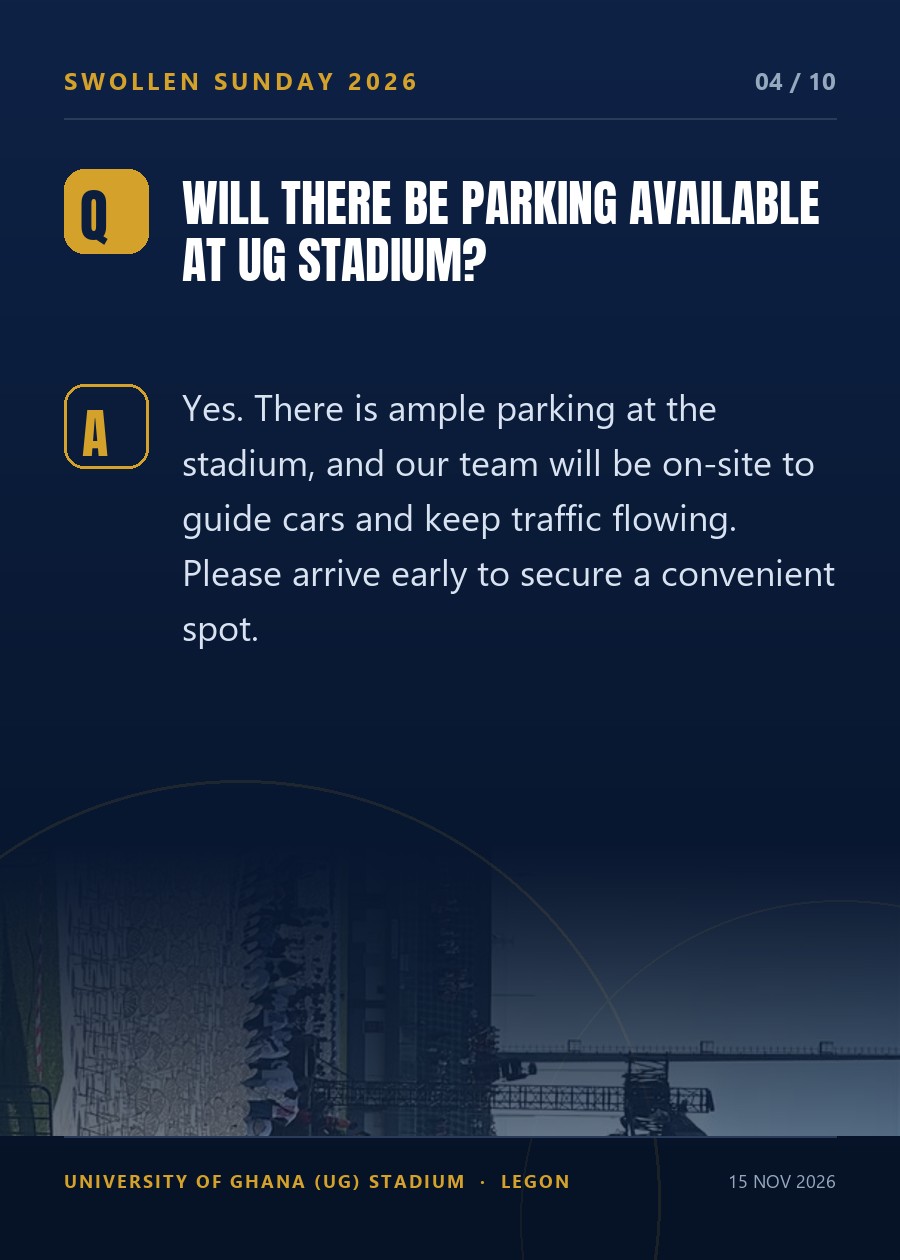 SWOLLEN SUNDAY 2026
04 / 10
Q
WILL THERE BE PARKING AVAILABLE
AT UG STADIUM?
A
Yes. There is ample parking at the
stadium, and our team will be on-site to
guide cars and keep traffic flowing.
Please arrive early to secure a convenient
spot.
UNIVERSITY OF GHANA (UG) STADIUM · LEGON
15 NOV 2026